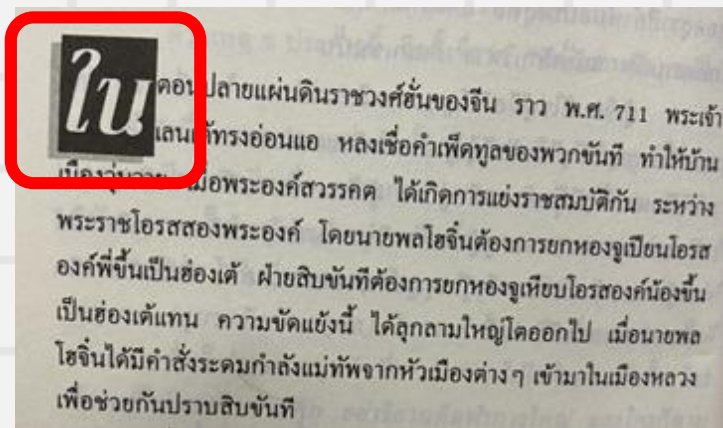 ในตอนปลายแผ่นดินราชวงศ์ฮั่นของจีน ราว พ.ศ. 711 พระเจ้า
เลนเต้ทรงอ่อนแอ หลงเชื่อคำเพ็ดทูลของพวกขันที ทำให้บ้าน
เมืองวุ่นวาย เมื่อพระองค์สวรรคต ได้เกิดการแย่งราชสมบัติกัน ระหว่าง
พระราชโอรสสองพระองค์ โดยนายพลโฮจิ๋นต้องการยกหองจูเปียนโอรส
องค์พี่ขึ้นเป็นฮ่องเต้ ฝ่ายสิบขันทีต้องการยกหองจูเหียบโอรสองค์น้องขึ้น
เป็นฮ่องเต้แทน ความขัดแย้งนี้ ได้ลุกลามใหญ่โตออกไป เมื่อนายพล
โฮจิ๋นได้มีคำสั่งระดมกำลังแม่ทัพจากหัวเมืองต่างๆ เข้ามาในเมืองหลวง
เพื่อช่วยกันปราบสิบขันที